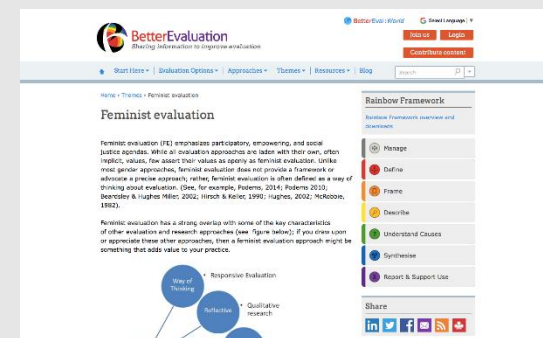 BetterEvaluation
Sharing information to improve evaluation
BetterEval:World
Select Language
Join us
Login
Contribute content
Start Here
Evaluation Options
Approaches
Themes
Resources
Blog
Search
Home » Themes » Feminist evaluation
Feminist evaluation
Feminist evaluation (FE) emphasizes participatory, empowering, and social
justice agendas. While all evaluation approaches are laden with their own, often
implicit, values, few assert their values as openly as feminist evaluation. Unlike
most gender approaches, feminist evaluation does not provide a framework or
advocate a precise approach; rather, feminist evaluation is often defined as a way of
thinking about evaluation. (See, for example, Podems, 2014; Podems 2010;
Beardsley & Hughes Miller, 2002; Hirsch & Keller, 1990; Hughes, 2002; McRobbie,
1982).
Feminist evaluation has a strong overlap with some of the key characteristics
of other evaluation and research approaches (see figure below); if you draw upon
or appreciate these other approaches, then a feminist evaluation approach might be
something that adds value to your practice.
Way of
Thinking
• Responsive Evaluation
Reflective
• Qualitative
research
Rainbow Framework
Rainbow Framework overview and
downloads
Manage
Define
Frame
Describe
Understand Causes
Synthesise
Report & Support Use
Share